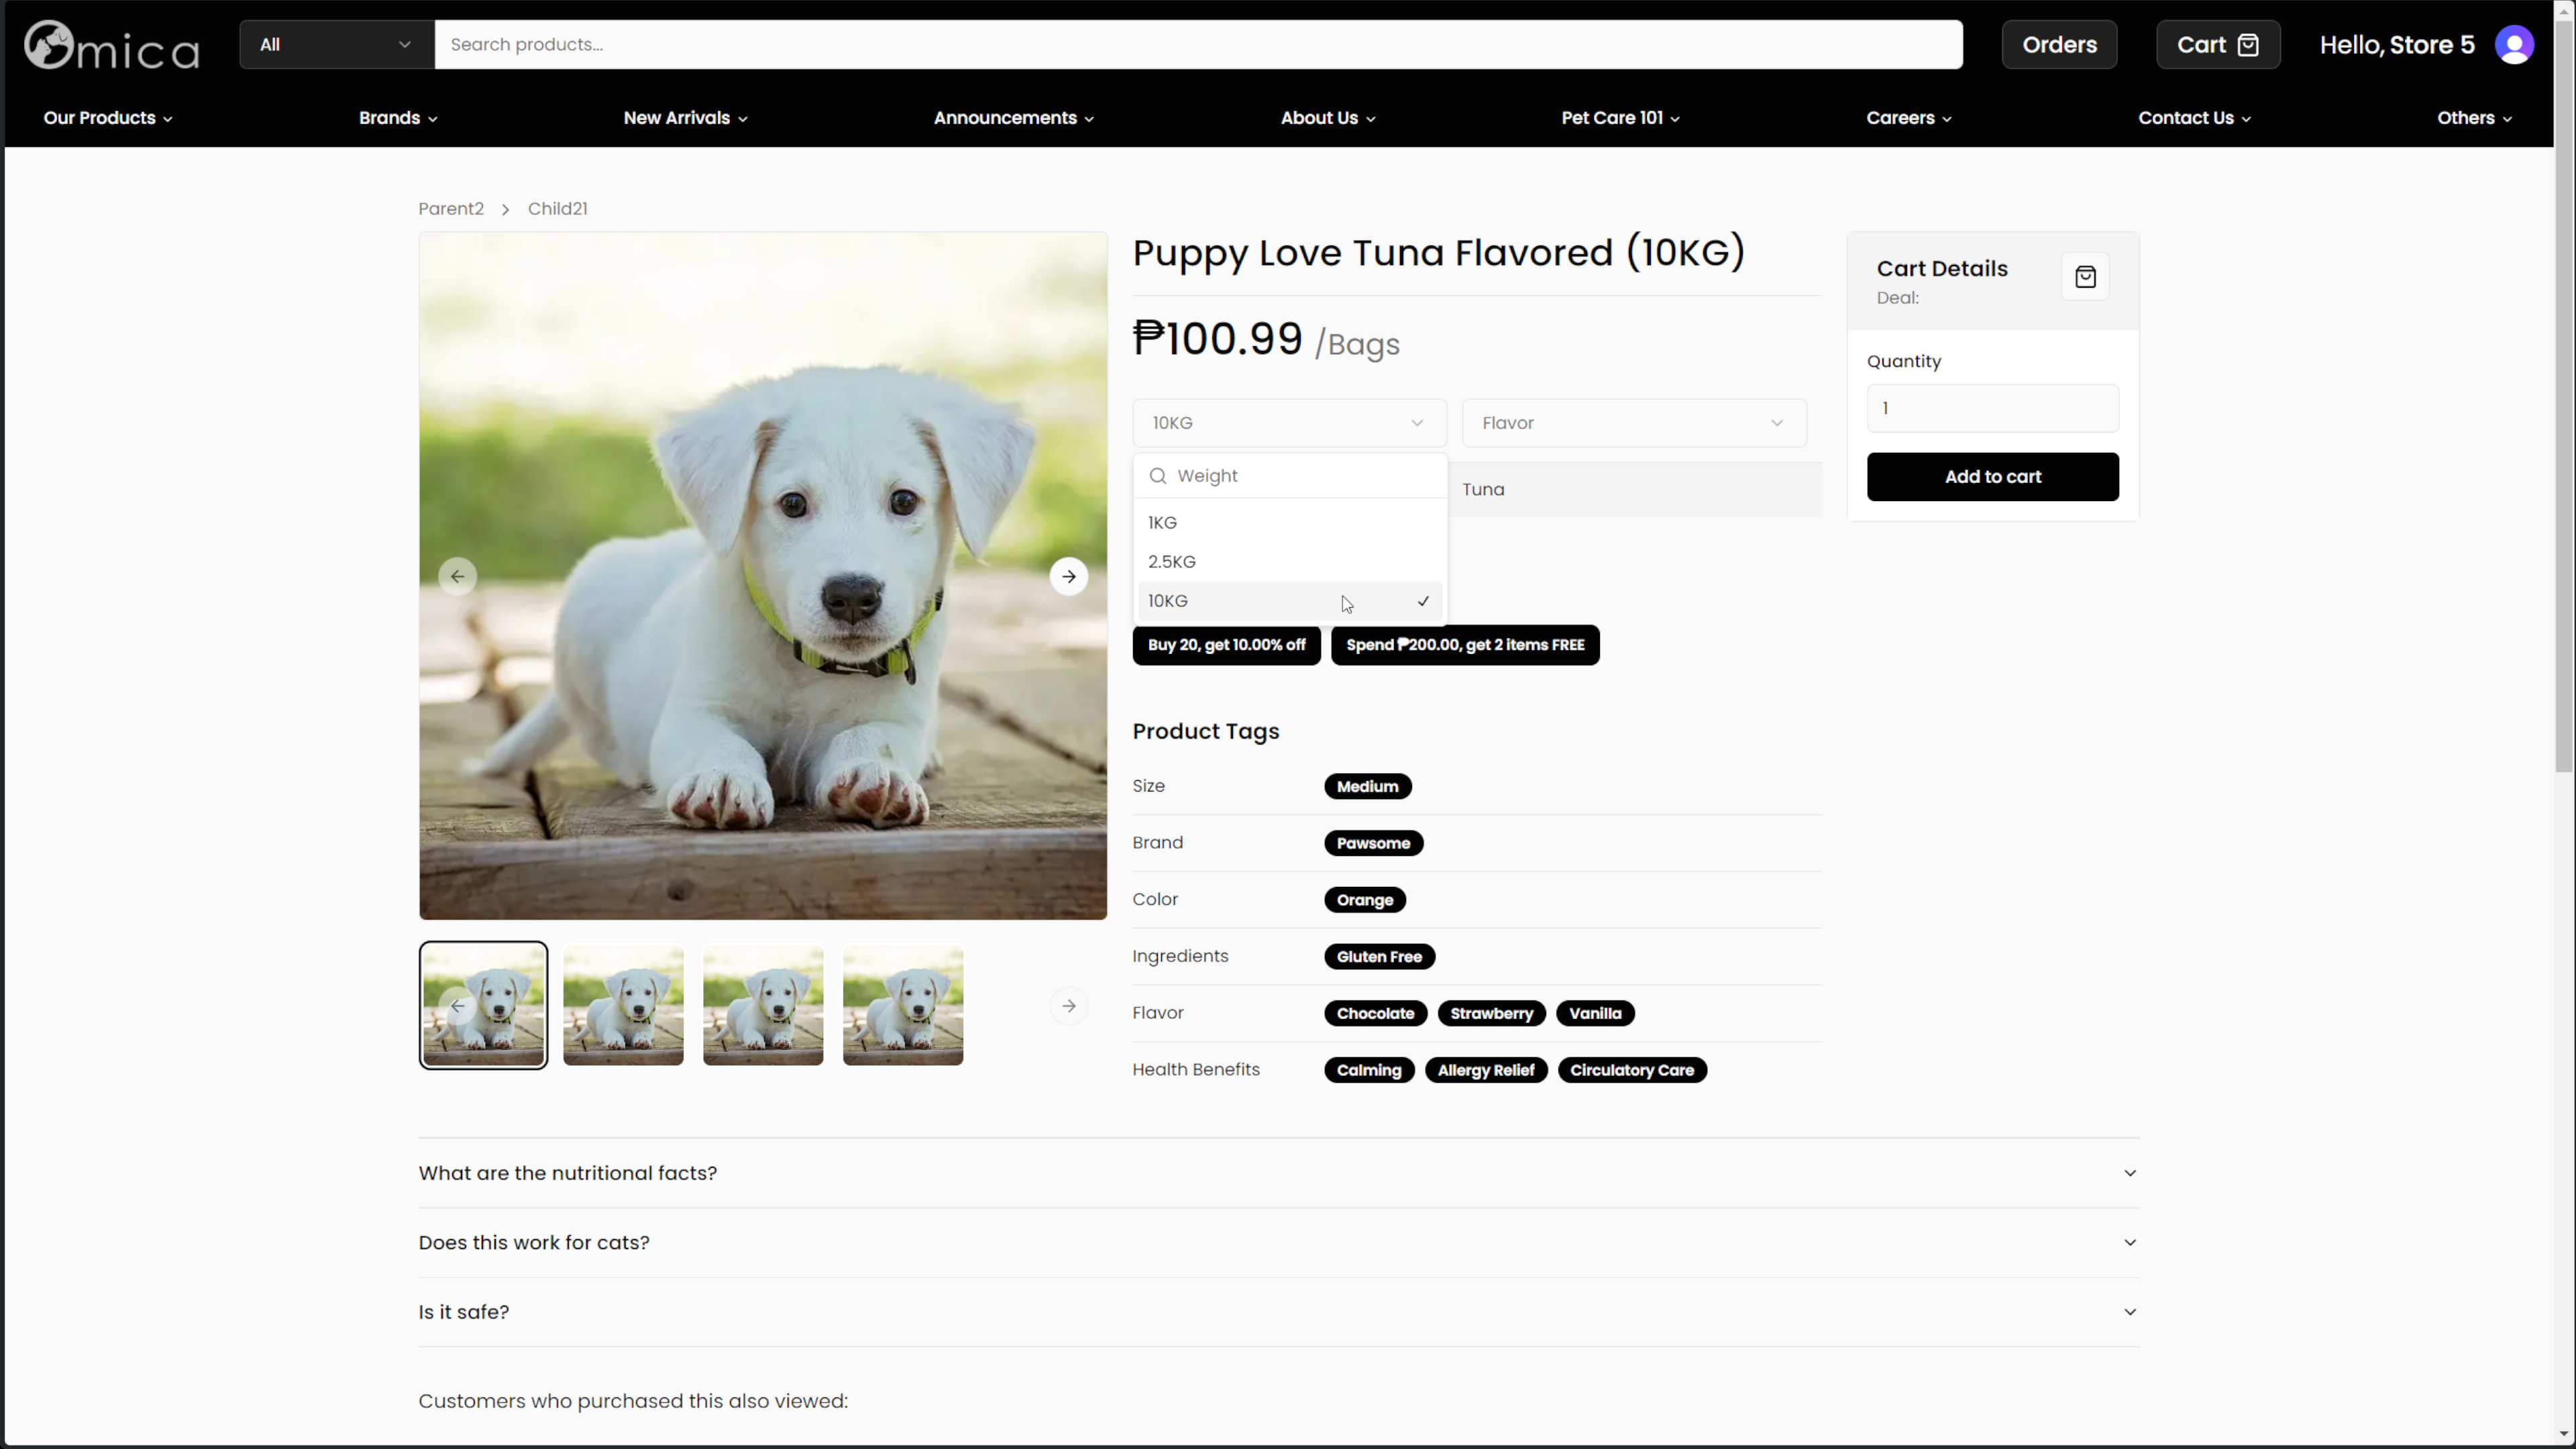 Omica
All
Search products...
Orders
Cart
Hello, Store 5
Our Products
Brands
New Arrivals
Announcements
About Us
Pet Care 101
Careers
Contact Us
Others
Parent2 > Child21
Puppy Love Tuna Flavored (10KG)
₱100.99 /Bags
10KG
Flavor
Weight
Tuna
1KG
2.5KG
10KG
Buy 20, get 10.00% off
Spend ₱200.00, get 2 items FREE
Cart Details
Deal:
Quantity
1
Add to cart
Product Tags
Size Medium
Brand Pawsome
Color Orange
Ingredients Gluten Free
Flavor Chocolate Strawberry Vanilla
Health Benefits Calming Allergy Relief Circulatory Care
What are the nutritional facts?
Does this work for cats?
Is it safe?
Customers who purchased this also viewed: